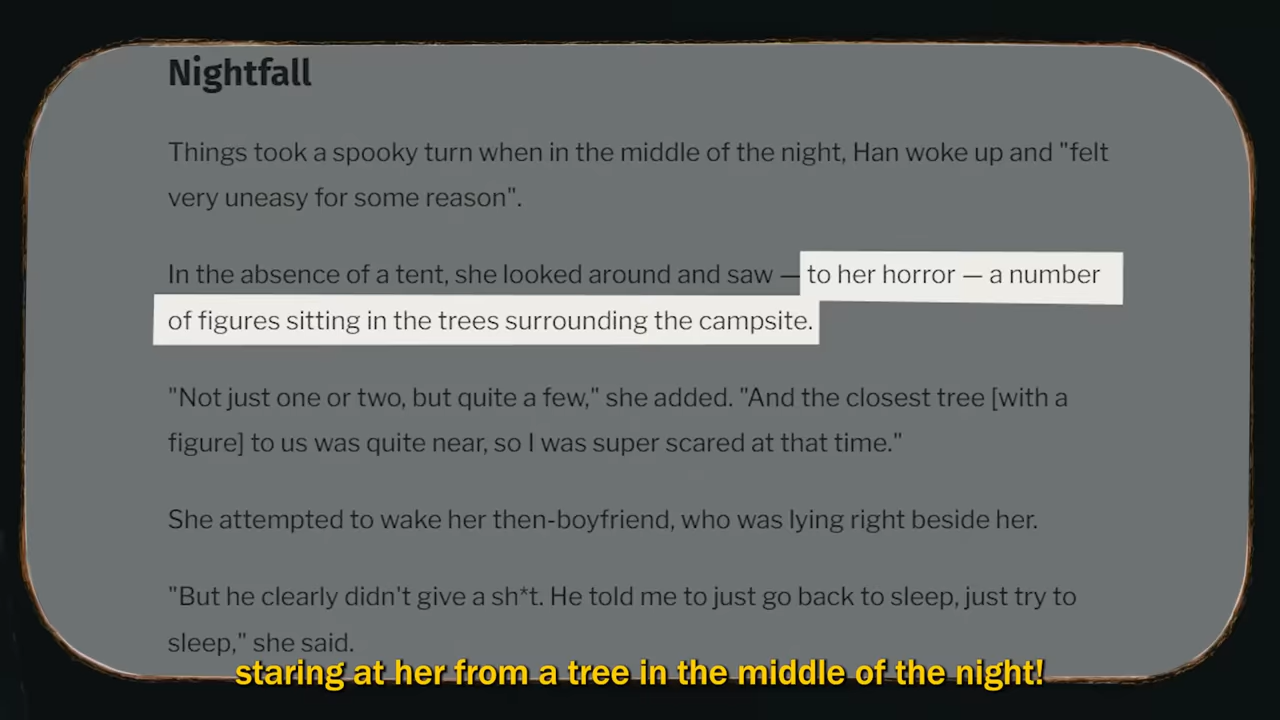 Nightfall
Things took a spooky turn when in the middle of the night, Han woke up and "felt
very uneasy for some reason".
In the absence of a tent, she looked around and saw — to her horror — a number
of figures sitting in the trees surrounding the campsite.
"Not just one or two, but quite a few," she added. "And the closest tree [with a
figure] to us was quite near, so I was super scared at that time."
She attempted to wake her then-boyfriend, who was lying right beside her.
"But he clearly didn't give a sh*t. He told me to just go back to sleep, just try to
sleep," she said.
staring at her from a tree in the middle of the night!